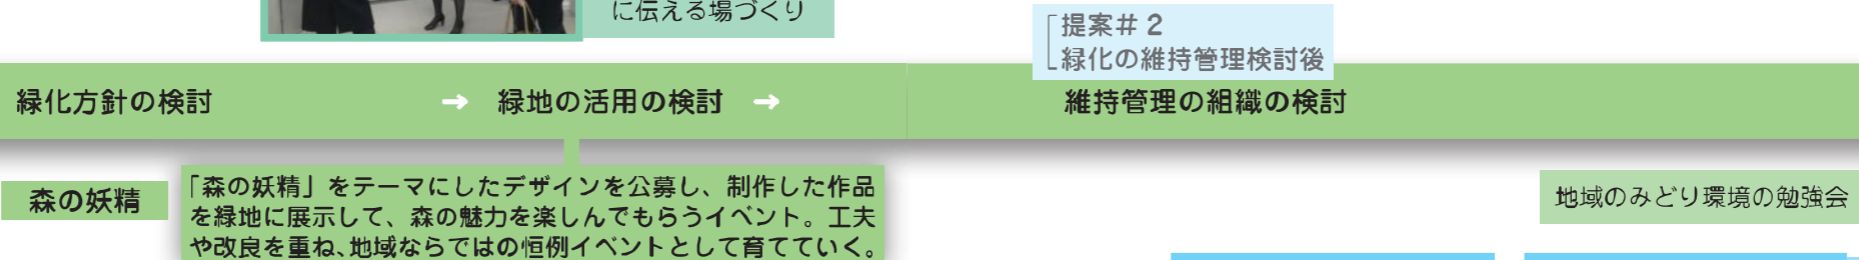 に伝える場づくり
提案#2
緑化の維持管理検討後
緑化方針の検討 → 緑地の活用の検討 → 維持管理の組織の検討
森の妖精
「森の妖精」をテーマにしたデザインを公募し、制作した作品
を緑地に展示して、森の魅力を楽しんでもらうイベント。工夫
や改良を重ね、地域ならではの恒例イベントとして育てていく。
地域のみどり環境の勉強会